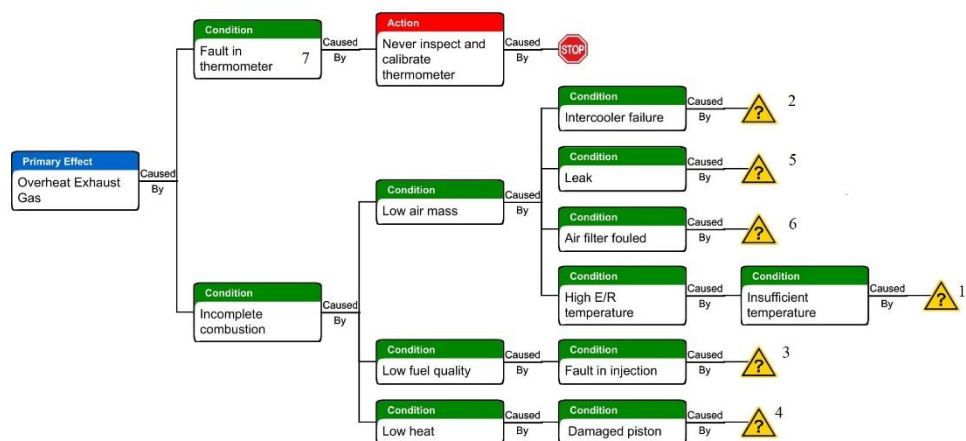 Condition
Fault in
thermometer
7
Caused
By
Action
Never inspect and
calibrate
thermometer
Caused
By
STOP
Primary Effect
Overheat Exhaust
Gas
Caused
By
Condition
Incomplete
combustion
Caused
By
Condition
Low air mass
Caused
By
Condition
Intercooler failure
Caused
By
?
2
Condition
Leak
Caused
By
?
5
Condition
Air filter fouled
Caused
By
?
6
Condition
High E/R
temperature
Caused
By
Condition
Insufficient
temperature
Caused
By
?
1
Condition
Low fuel quality
Caused
By
Condition
Fault in injection
Caused
By
?
3
Condition
Low heat
Caused
By
Condition
Damaged piston
Caused
By
?
4